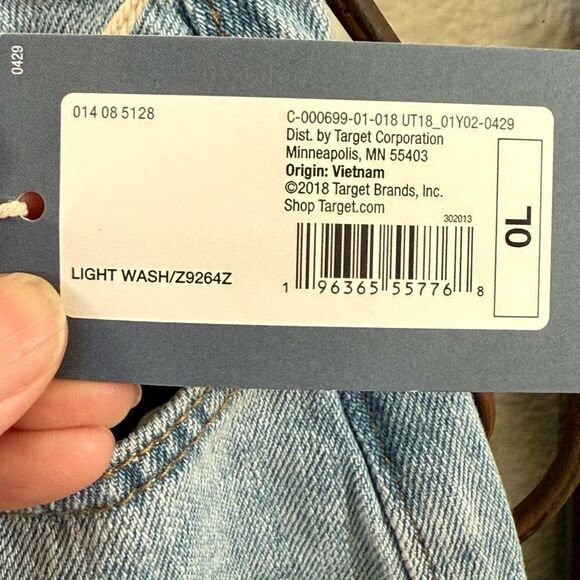 0429
014 08 5128
C-000699-01-018 UT18_01Y02-0429
Dist. by Target Corporation
Minneapolis, MN 55403
Origin: Vietnam
©2018 Target Brands, Inc.
Shop Target.com
302013
LIGHT WASH/Z9264Z
1 96365 55776 8
0L